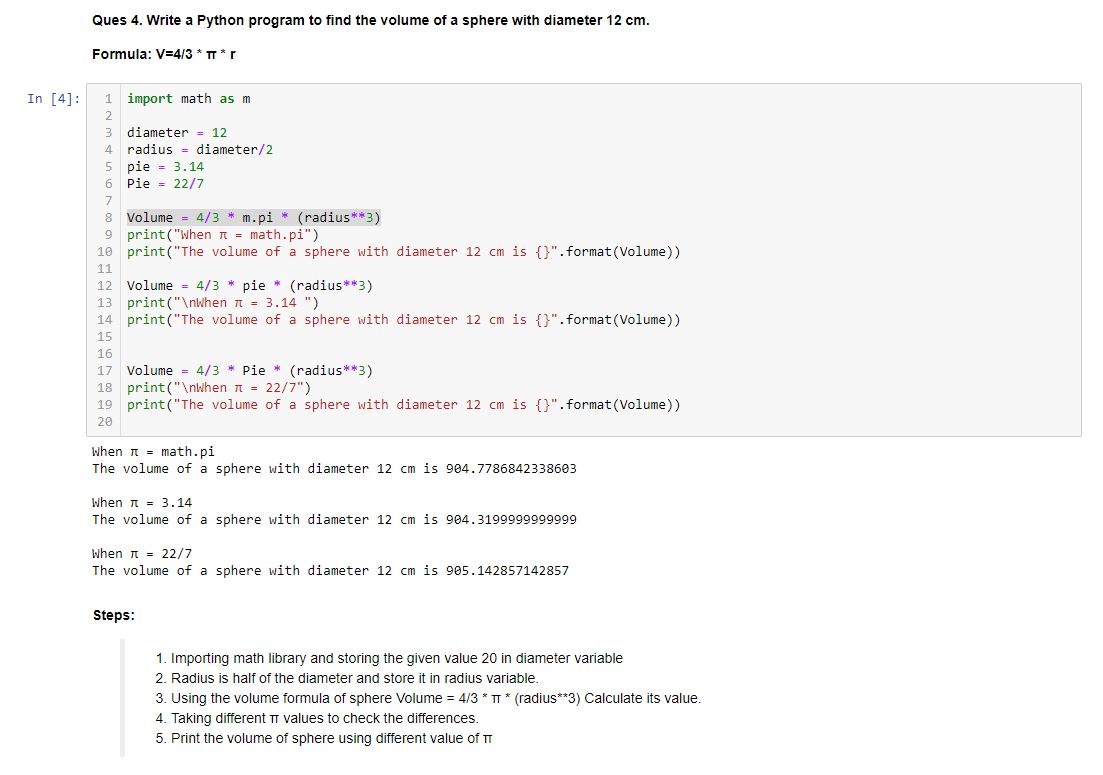 Ques 4. Write a Python program to find the volume of a sphere with diameter 12 cm.
Formula: V=4/3 * π * r
In [4]:
1 import math as m
2
3 diameter = 12
4 radius = diameter/2
5 pie = 3.14
6 Pie = 22/7
7
8 Volume = 4/3 * m.pi * (radius**3)
9 print("When π = math.pi")
10 print("The volume of a sphere with diameter 12 cm is {}".format(Volume))
11
12 Volume = 4/3 * pie * (radius**3)
13 print("\nWhen π = 3.14 ")
14 print("The volume of a sphere with diameter 12 cm is {}".format(Volume))
15
16
17 Volume = 4/3 * Pie * (radius**3)
18 print("\nWhen π = 22/7")
19 print("The volume of a sphere with diameter 12 cm is {}".format(Volume))
20
When π = math.pi
The volume of a sphere with diameter 12 cm is 904.7786842338603
When π = 3.14
The volume of a sphere with diameter 12 cm is 904.3199999999999
When π = 22/7
The volume of a sphere with diameter 12 cm is 905.142857142857
Steps:
1. Importing math library and storing the given value 20 in diameter variable
2. Radius is half of the diameter and store it in radius variable.
3. Using the volume formula of sphere Volume = 4/3 * π * (radius**3) Calculate its value.
4. Taking different π values to check the differences.
5. Print the volume of sphere using different value of π